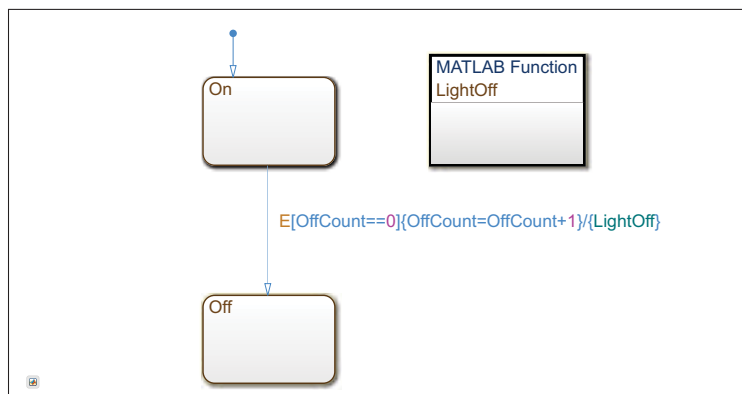 On
MATLAB Function
LightOff
E[OffCount==0]{OffCount=OffCount+1}/{LightOff}
Off